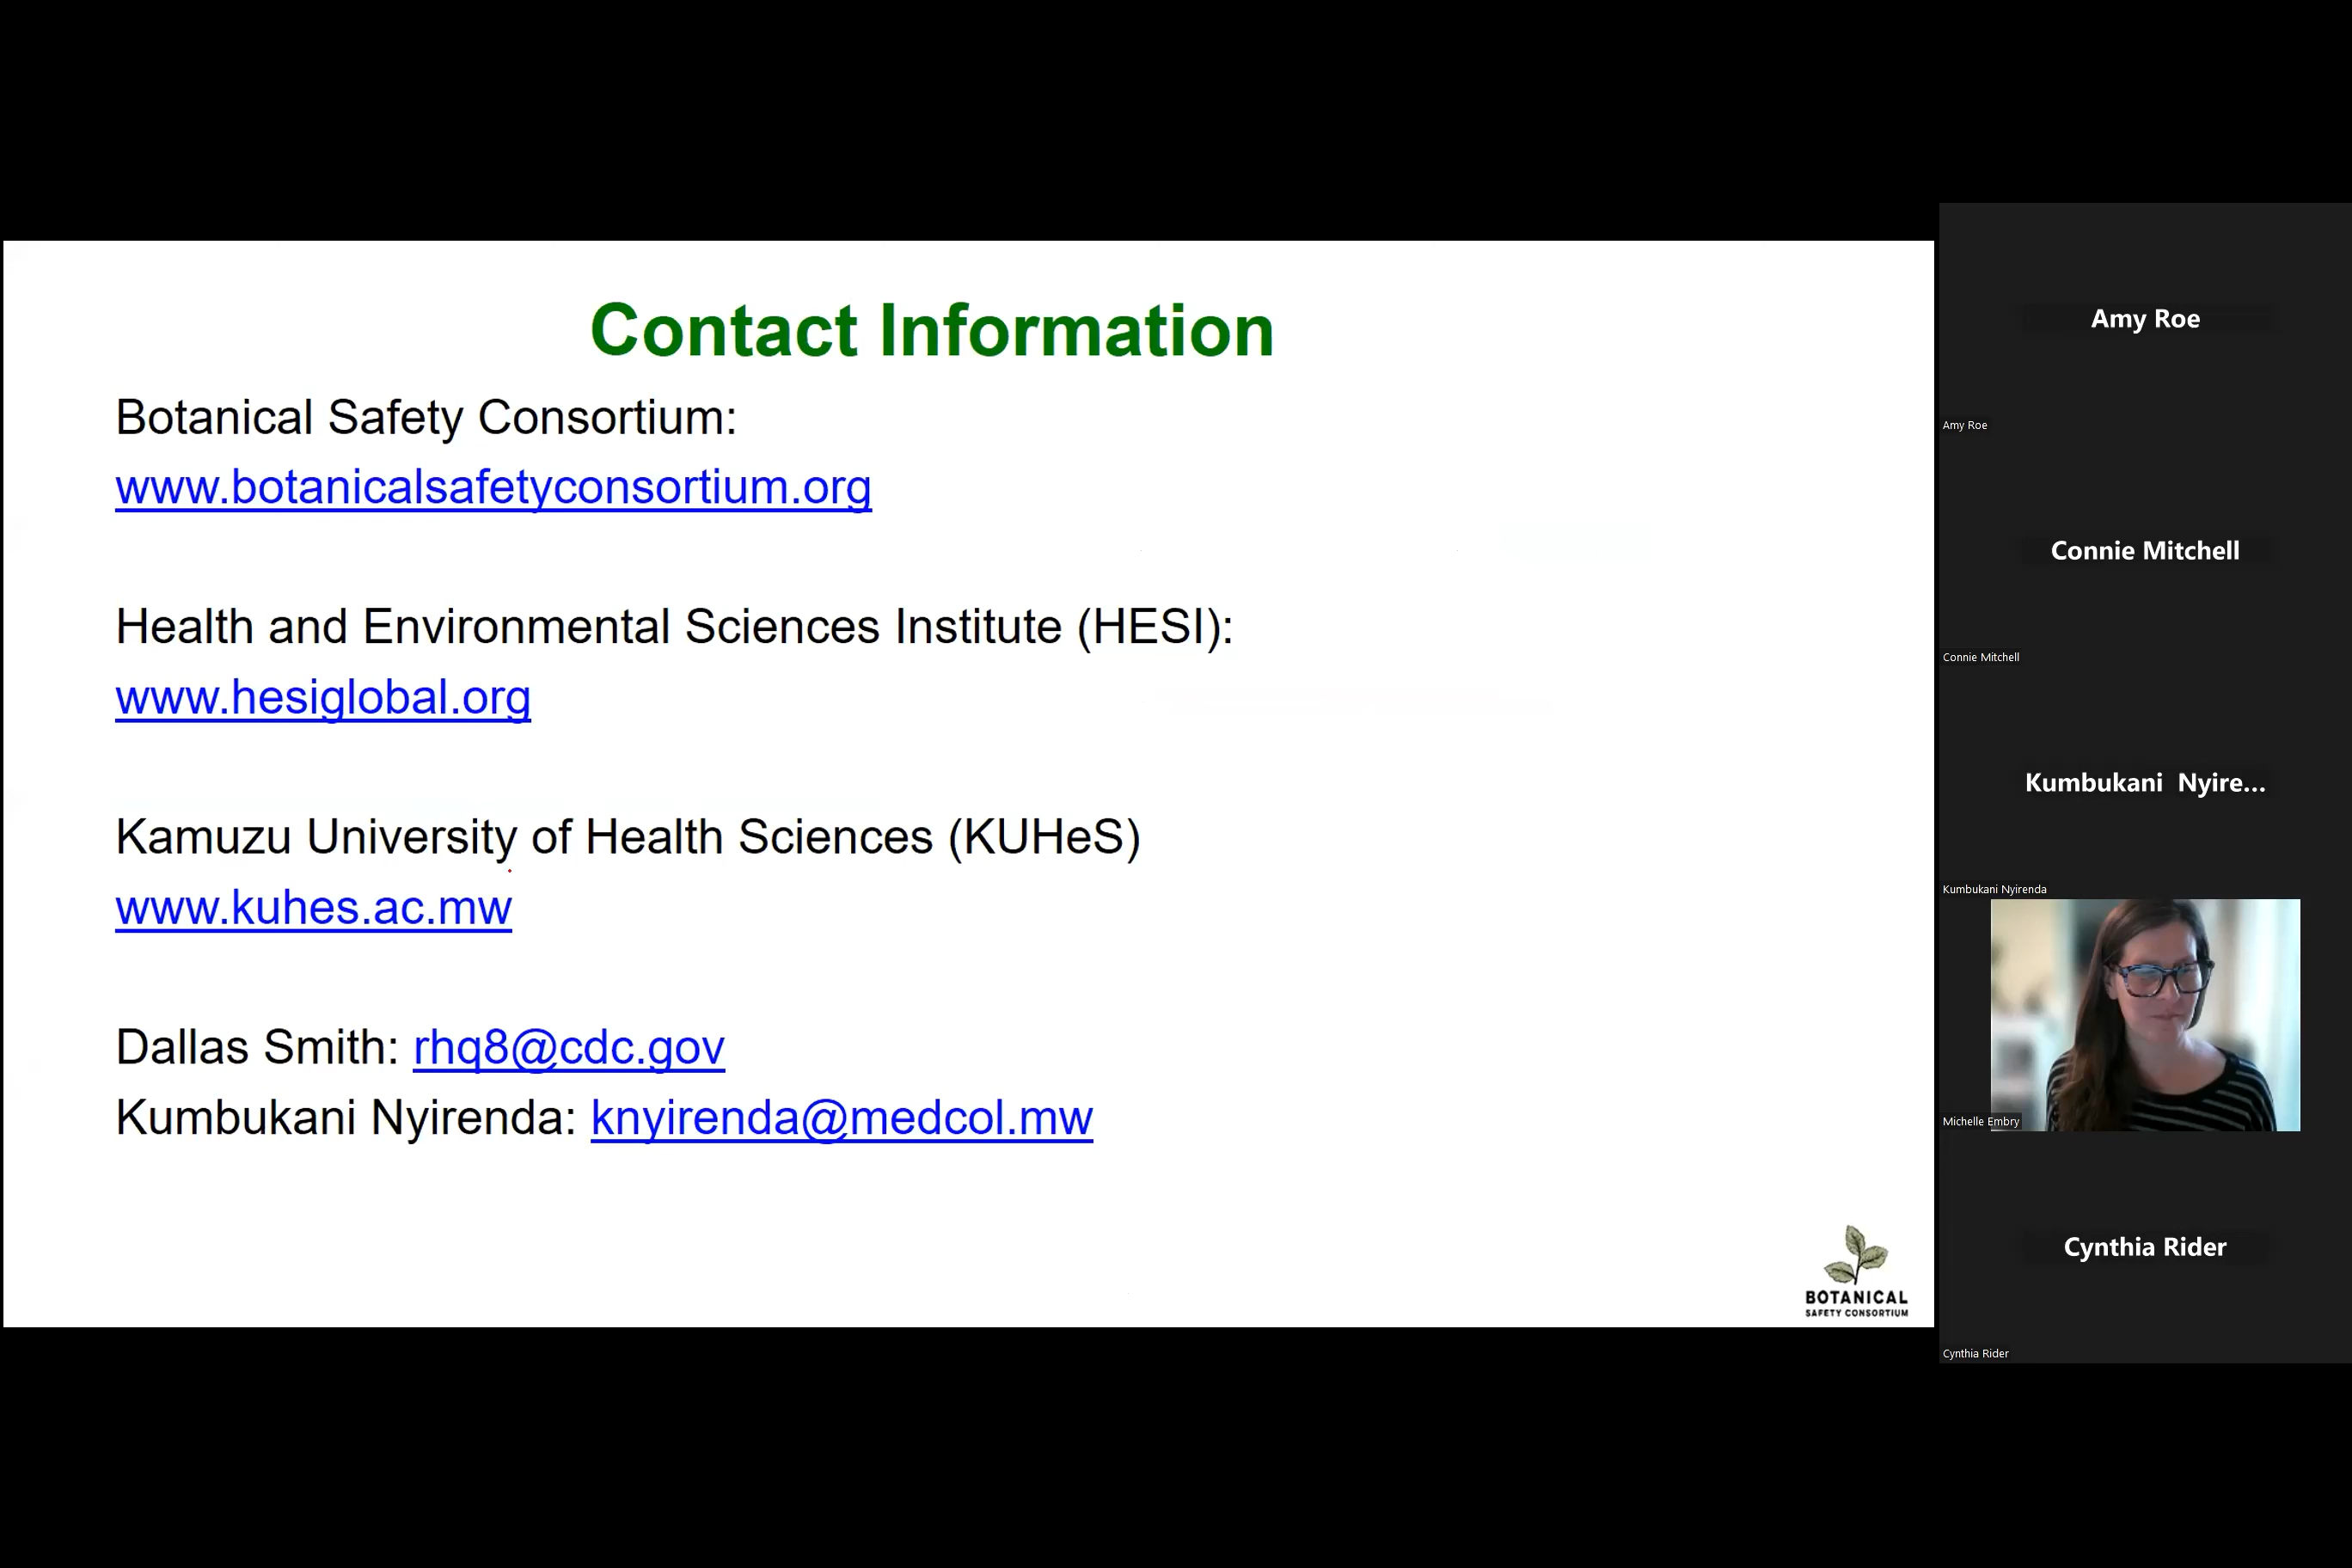 Contact Information
Botanical Safety Consortium:
www.botanicalsafetyconsortium.org
Health and Environmental Sciences Institute (HESI):
www.hesiglobal.org
Kamuzu University of Health Sciences (KUHeS)
www.kuhes.ac.mw
Dallas Smith: rhq8@cdc.gov
Kumbukani Nyirenda: knyirenda@medcol.mw
BOTANICAL
SAFETY CONSORTIUM
Amy Roe
Amy Roe
Connie Mitchell
Connie Mitchell
Kumbukani Nyire...
Kumbukani Nyirenda
Michelle Embry
Cynthia Rider
Cynthia Rider